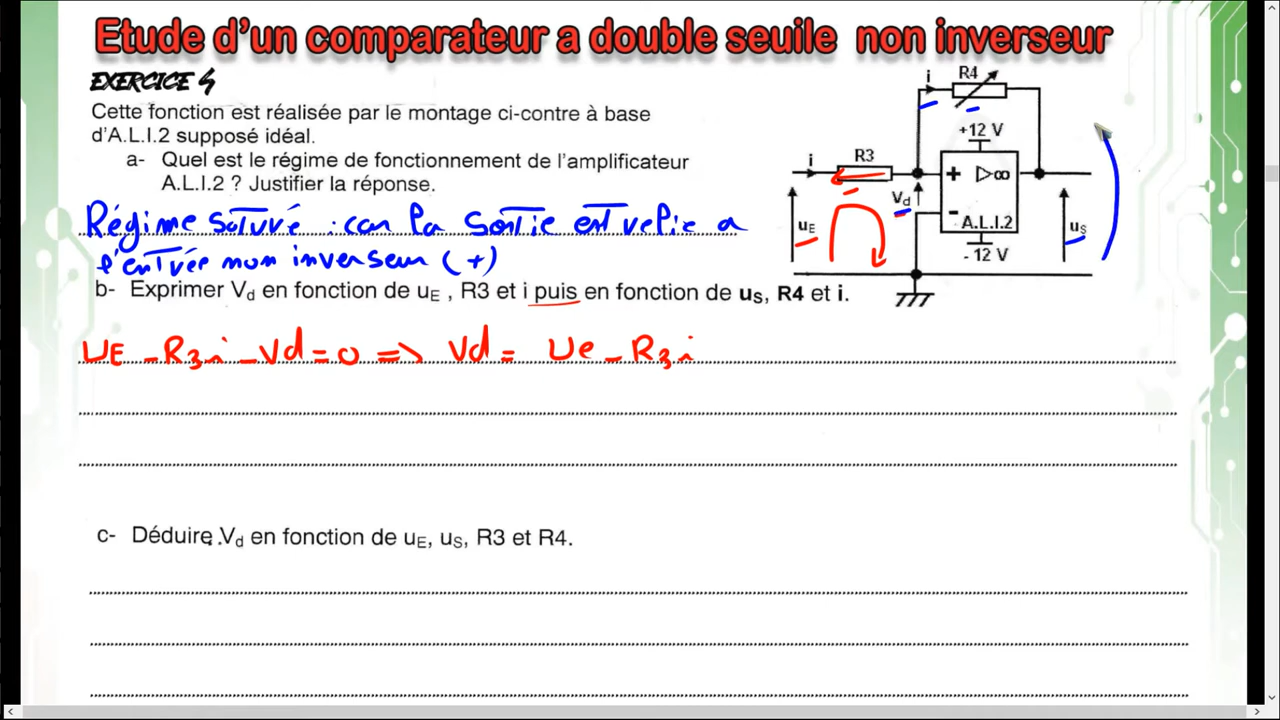 Etude d'un comparateur a double seuile non inverseur
EXERCICE 4
Cette fonction est réalisée par le montage ci-contre à base
d'A.L.I.2 supposé idéal.
a- Quel est le régime de fonctionnement de l'amplificateur
A.L.I.2 ? Justifier la réponse.
Régime saturé : car la sortie est relie a
l'entrée non inverseur (+)
b- Exprimer Vd en fonction de uE , R3 et i puis en fonction de uS, R4 et i.
UE - R3i - Vd = 0 => Vd = Ue - R3i
c- Déduire : .Vd en fonction de uE, uS, R3 et R4.
i
R4
+12 V
i
R3
+
▷∞
Vd
-
A.L.I.2
uE
uS
- 12 V